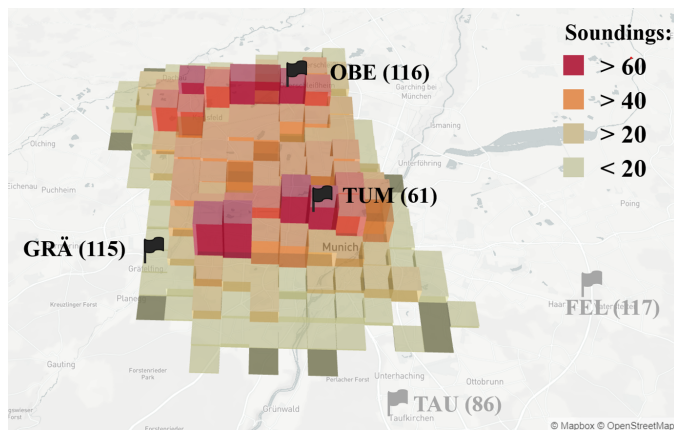 Soundings:
> 60
> 40
> 20
< 20
OBE (116)
TUM (61)
GRÄ (115)
FEL (117)
TAU (86)
Garching bei
München
Ismaning
Olching
Unterföhring
Eichenau
Puchheim
Poing
Munich
Gräfelfing
Haar
Kreuzlinger Forst
Gauting
Forstenrieder
Park
Perlacher Forst
Unterhaching
Ottobrunn
Grünwald
Taufkirchen
© Mapbox © OpenStreetMap